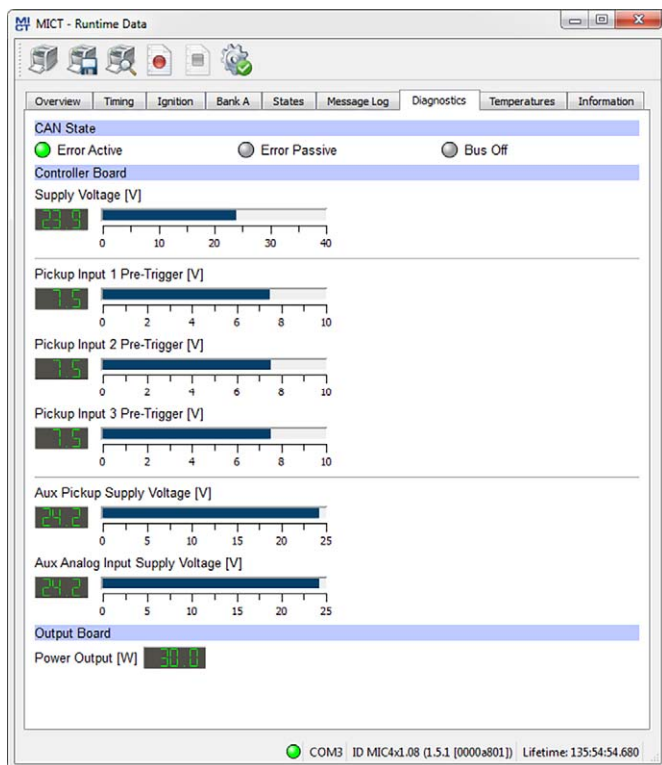 MICT MICT - Runtime Data
Overview Timing Ignition Bank A States Message Log Diagnostics Temperatures Information
CAN State
Error Active Error Passive Bus Off
Controller Board
Supply Voltage [V]
23.9
0 10 20 30 40
Pickup Input 1 Pre-Trigger [V]
7.5
0 2 4 6 8 10
Pickup Input 2 Pre-Trigger [V]
7.5
0 2 4 6 8 10
Pickup Input 3 Pre-Trigger [V]
7.5
0 2 4 6 8 10
Aux Pickup Supply Voltage [V]
24.2
0 5 10 15 20 25
Aux Analog Input Supply Voltage [V]
24.2
0 5 10 15 20 25
Output Board
Power Output [W] 30.0
COM3 ID MIC4x1.08 (1.5.1 [0000a801]) Lifetime: 135:54:54.680